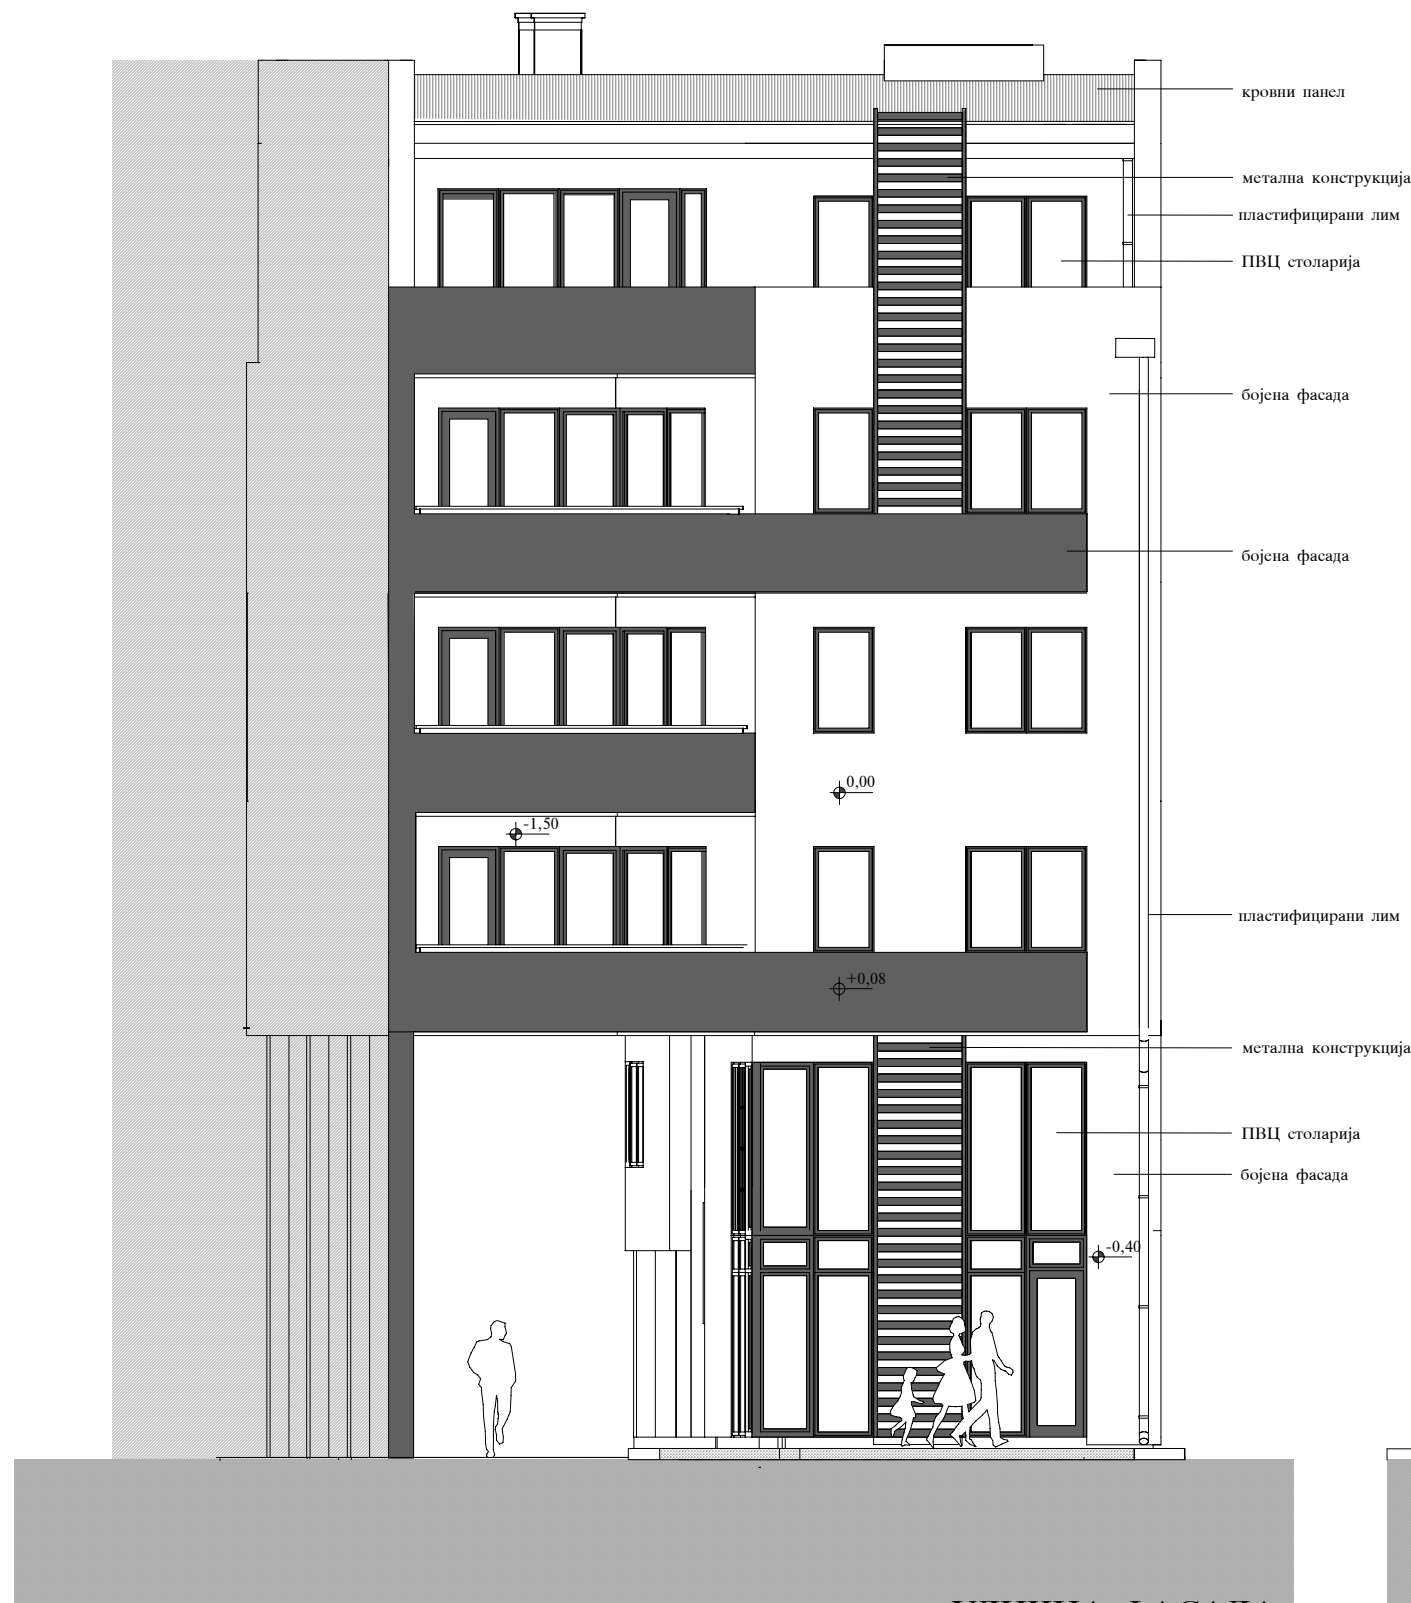 кровни панел
метална конструкција
пластифицирани лим
ПВЦ столарија
бојена фасада
бојена фасада
0,00
-1,50
пластифицирани лим
+0,08
метална конструкција
ПВЦ столарија
бојена фасада
-0,40